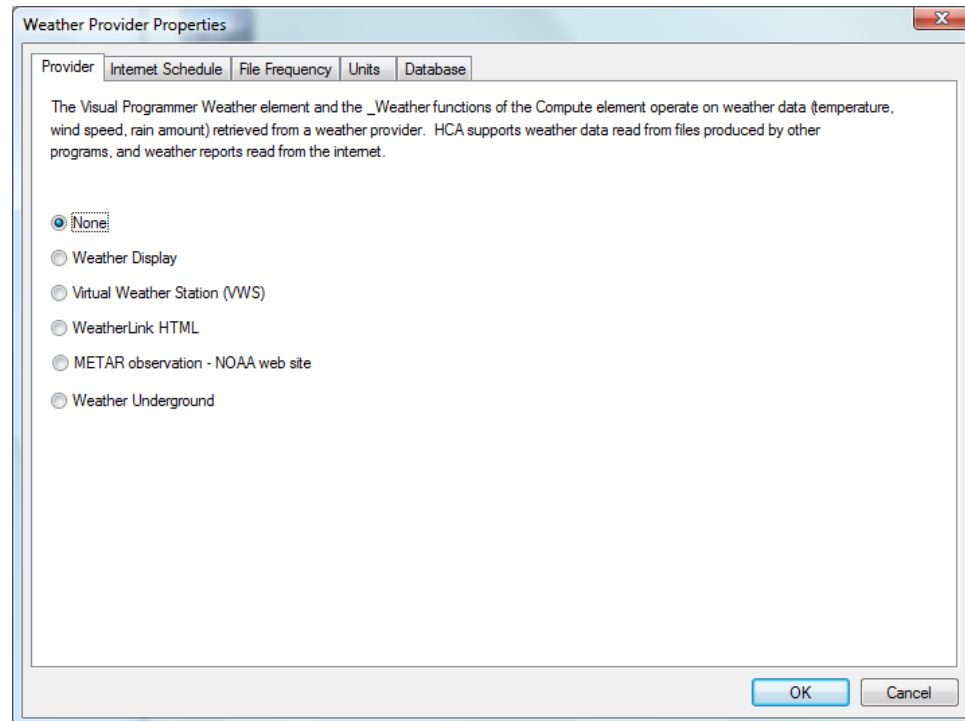 Weather Provider Properties
Provider Internet Schedule File Frequency Units Database
The Visual Programmer Weather element and the _Weather functions of the Compute element operate on weather data (temperature,
wind speed, rain amount) retrieved from a weather provider.  HCA supports weather data read from files produced by other
programs, and weather reports read from the internet.
None
Weather Display
Virtual Weather Station (VWS)
WeatherLink HTML
METAR observation - NOAA web site
Weather Underground
OK Cancel